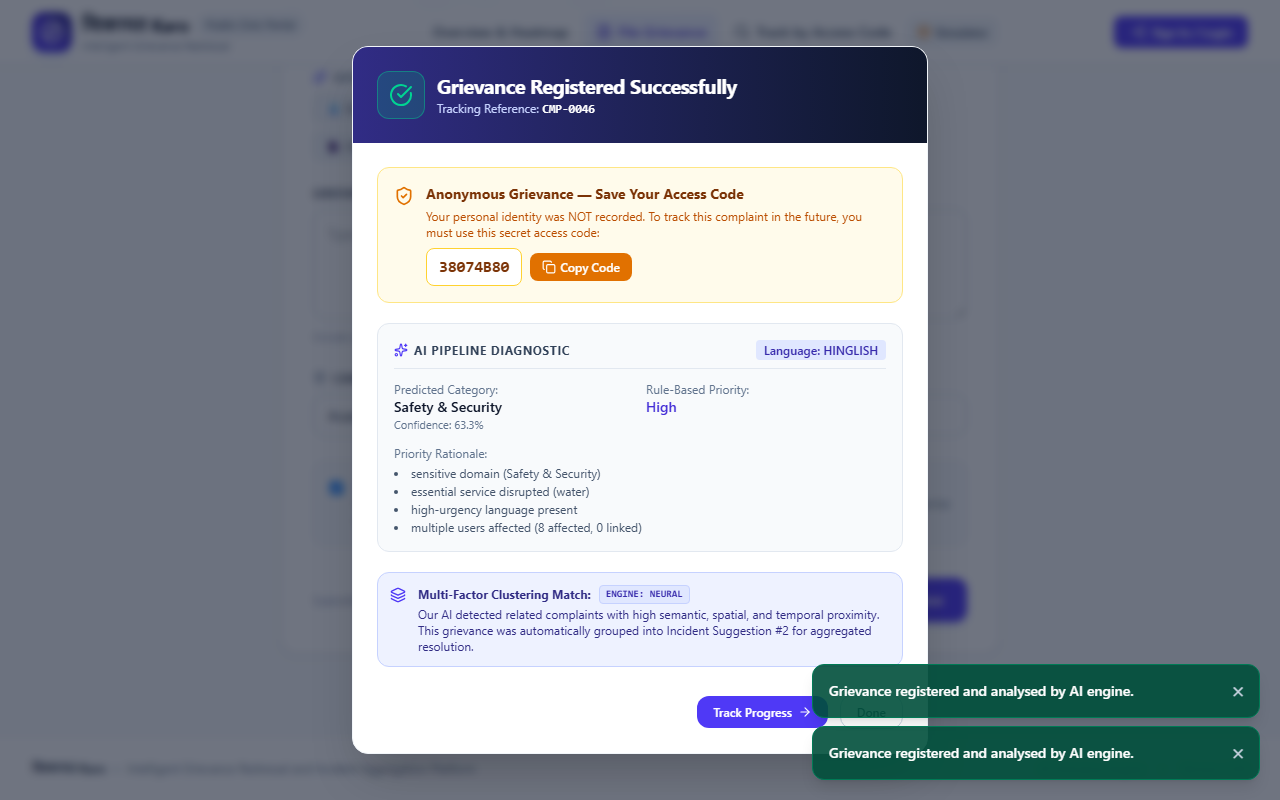 Grievance Registered Successfully
Tracking Reference: CMP-0046
Anonymous Grievance — Save Your Access Code
Your personal identity was NOT recorded. To track this complaint in the future, you
must use this secret access code:
38074B80
Copy Code
AI PIPELINE DIAGNOSTIC
Language: HINGLISH
Predicted Category:
Safety & Security
Confidence: 63.3%
Rule-Based Priority:
High
Priority Rationale:
• sensitive domain (Safety & Security)
• essential service disrupted (water)
• high-urgency language present
• multiple users affected (8 affected, 0 linked)
Multi-Factor Clustering Match: ENGINE: NEURAL
Our AI detected related complaints with high semantic, spatial, and temporal proximity.
This grievance was automatically grouped into Incident Suggestion #2 for aggregated
resolution.
Track Progress →
Done
Grievance registered and analysed by AI engine.
Grievance registered and analysed by AI engine.